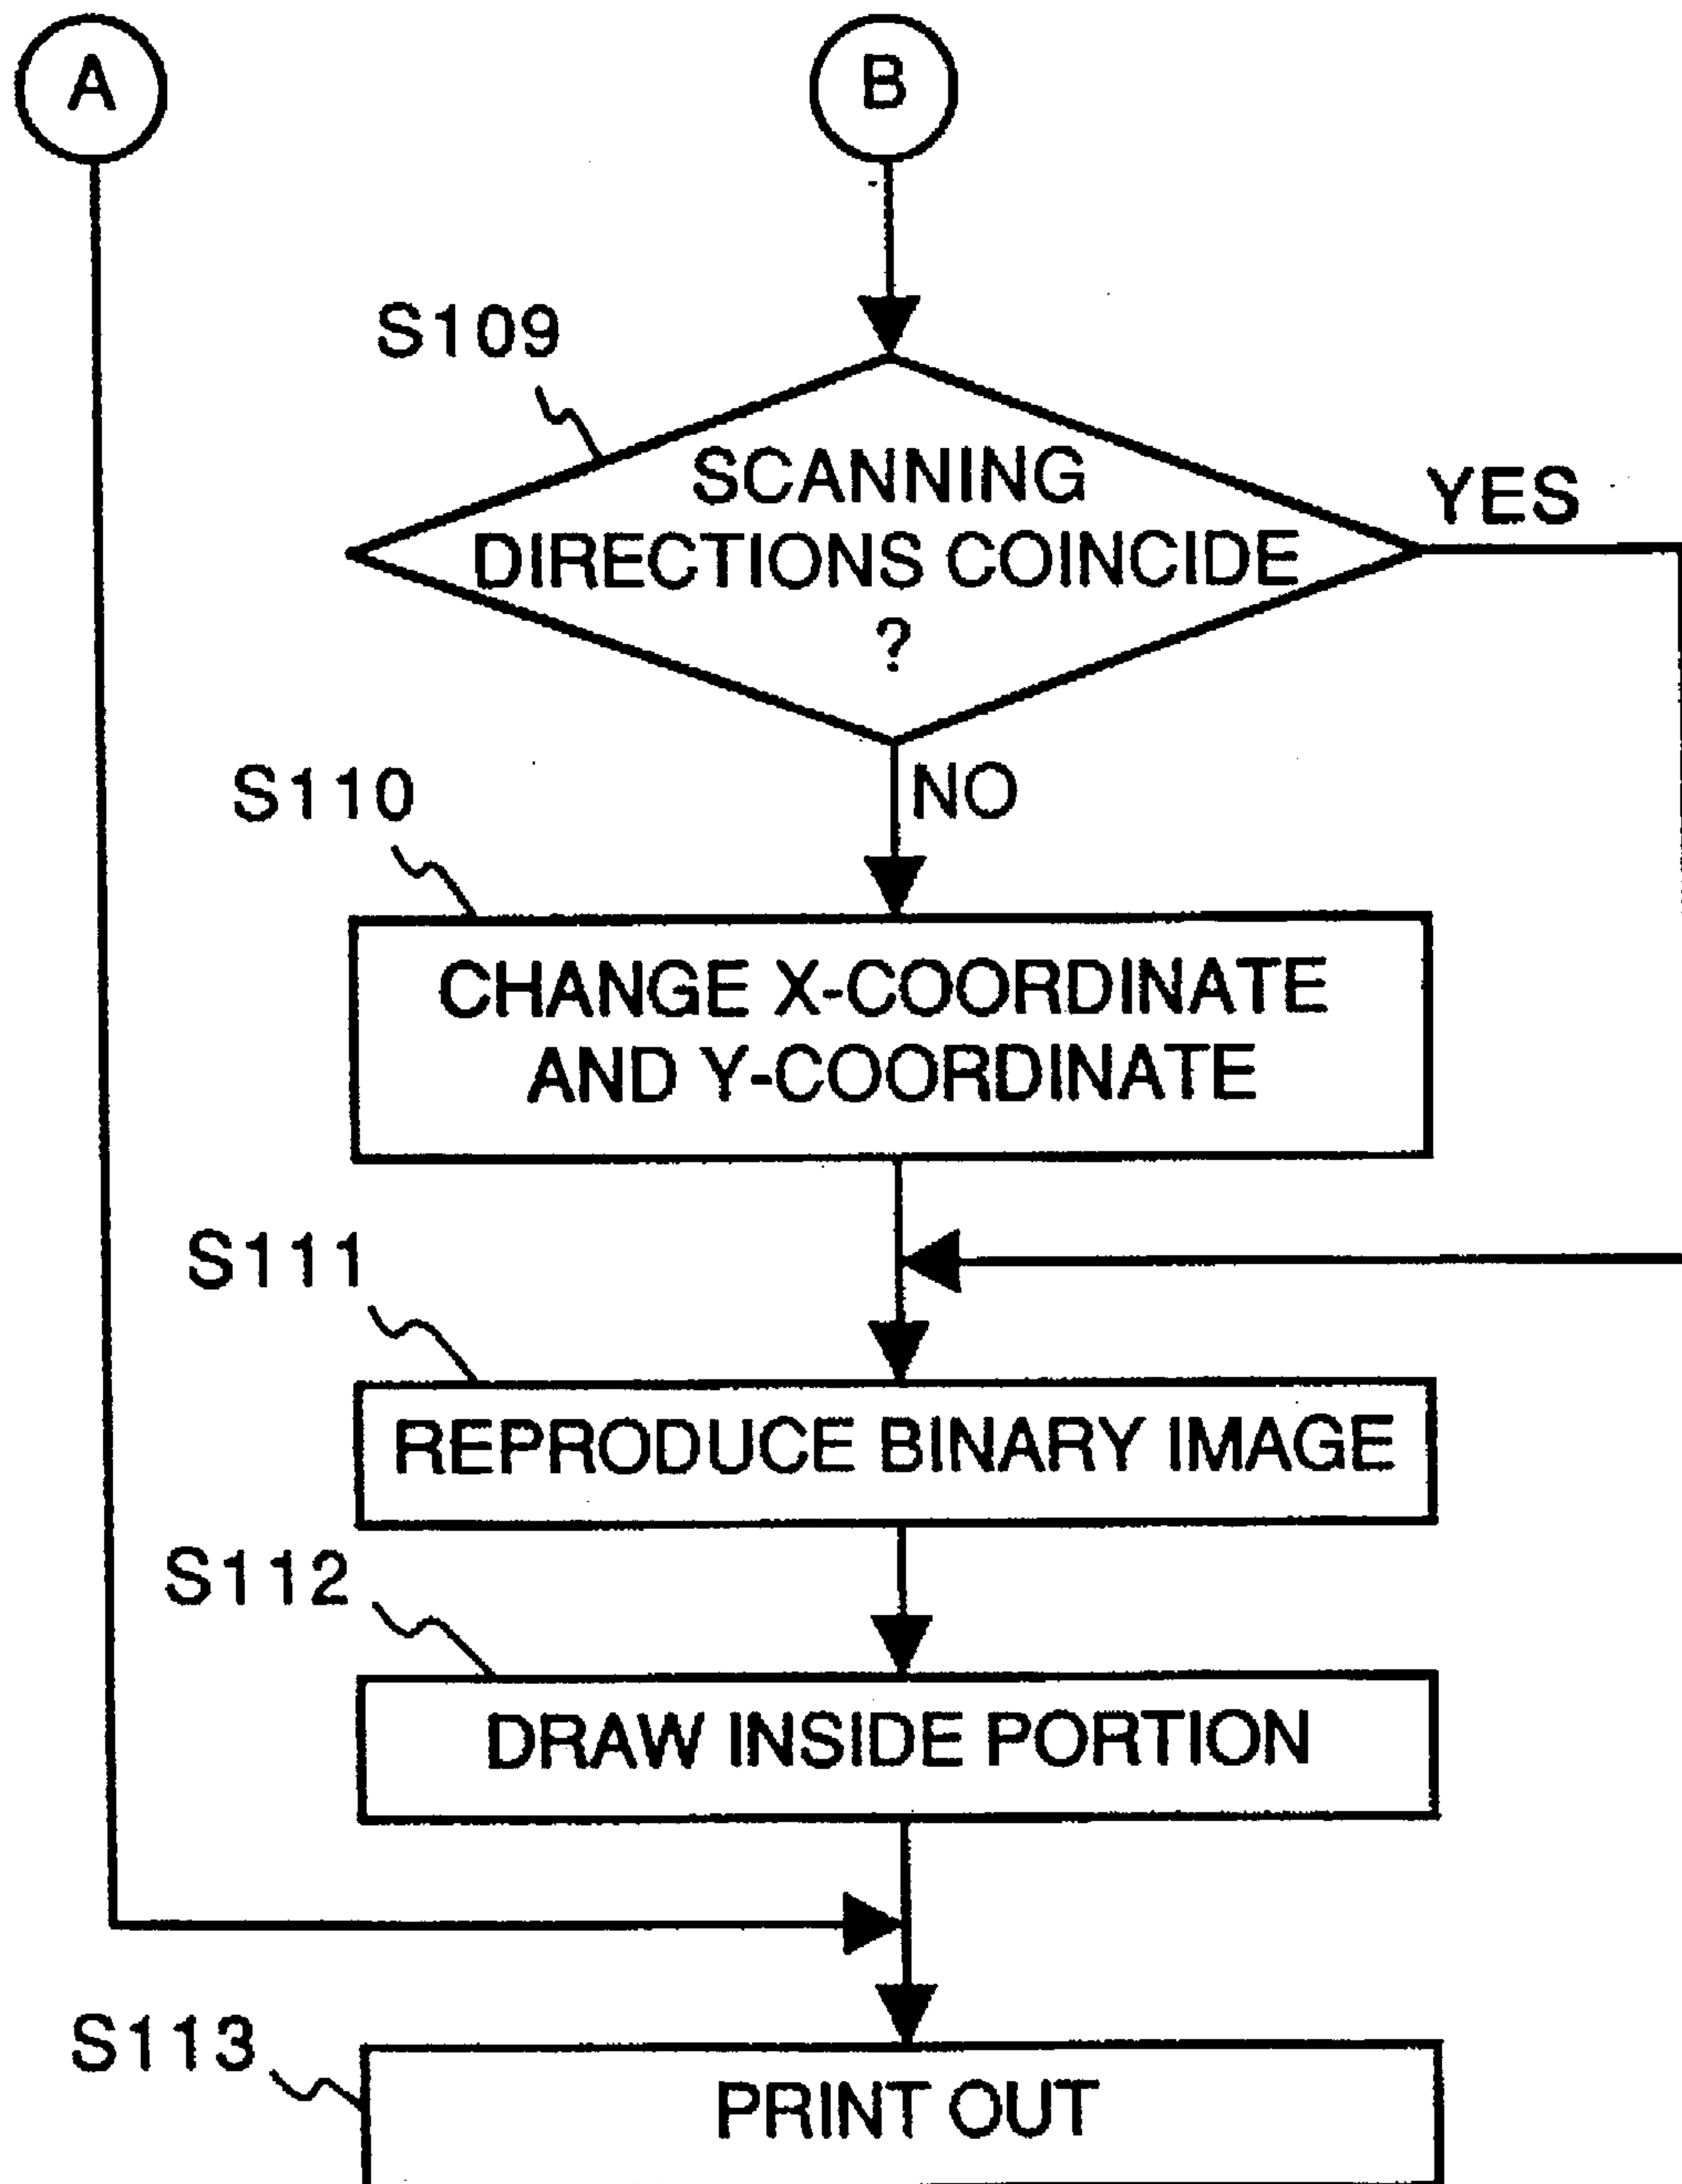 A
B
S109
SCANNING
DIRECTIONS COINCIDE
?
YES
NO
S110
CHANGE X-COORDINATE
AND Y-COORDINATE
S111
REPRODUCE BINARY IMAGE
S112
DRAW INSIDE PORTION
S113
PRINT OUT